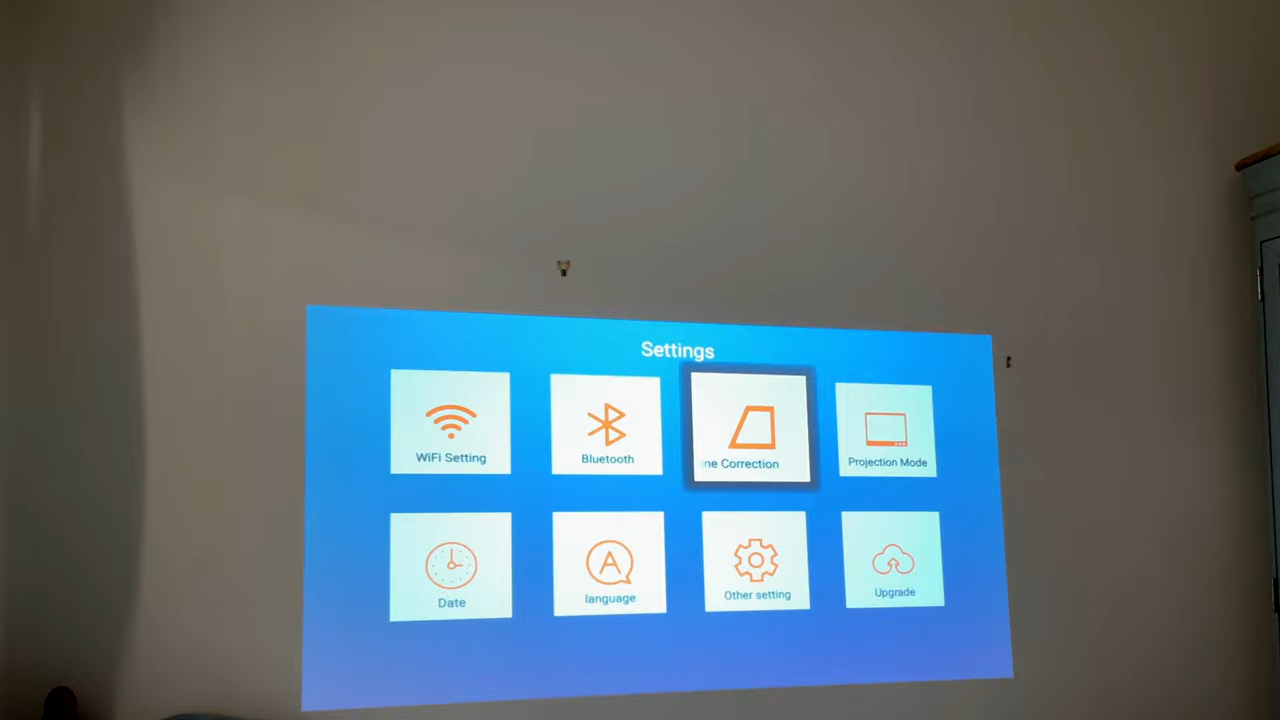 Settings
WiFi Setting
Bluetooth
ne Correction
Projection Mode
Date
A
language
Other setting
Upgrade